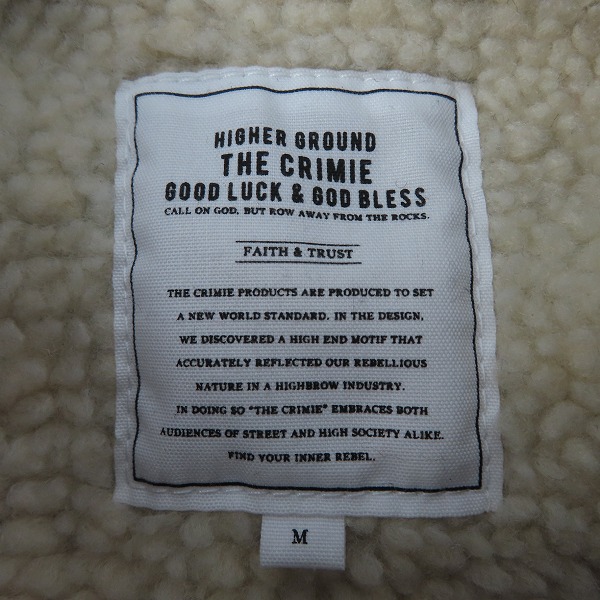 HIGHER GROUND
THE CRIMIE
GOOD LUCK & GOD BLESS
CALL ON GOD, BUT ROW AWAY FROM THE ROCKS.
FAITH & TRUST
THE CRIMIE PRODUCTS ARE PRODUCED TO SET
A NEW WORLD STANDARD. IN THE DESIGN,
WE DISCOVERED A HIGH END MOTIF THAT
ACCURATELY REFLECTED OUR REBELLIOUS
NATURE IN A HIGHBROW INDUSTRY.
IN DOING SO "THE CRIMIE" EMBRACES BOTH
AUDIENCES OF STREET AND HIGH SOCIETY ALIKE.
FIND YOUR INNER REBEL.
M